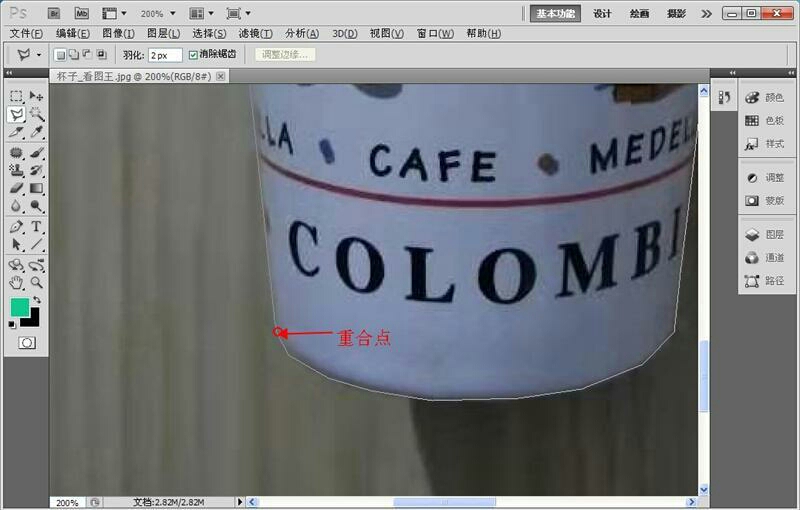 Ps Br Mb 200% 基本功能 设计 绘画 摄影
文件(F) 编辑(E) 图像(I) 图层(L) 选择(S) 滤镜(T) 分析(A) 3D(D) 视图(V) 窗口(W) 帮助(H)
羽化: 2 px 消除锯齿 调整边缘...
杯子_看图王.jpg @ 200%(RGB/8#)
颜色
色板
样式
调整
蒙版
图层
通道
路径
LLA CAFE MEDELLA
COLOMBI
重合点
200% 文档:2.82M/2.82M